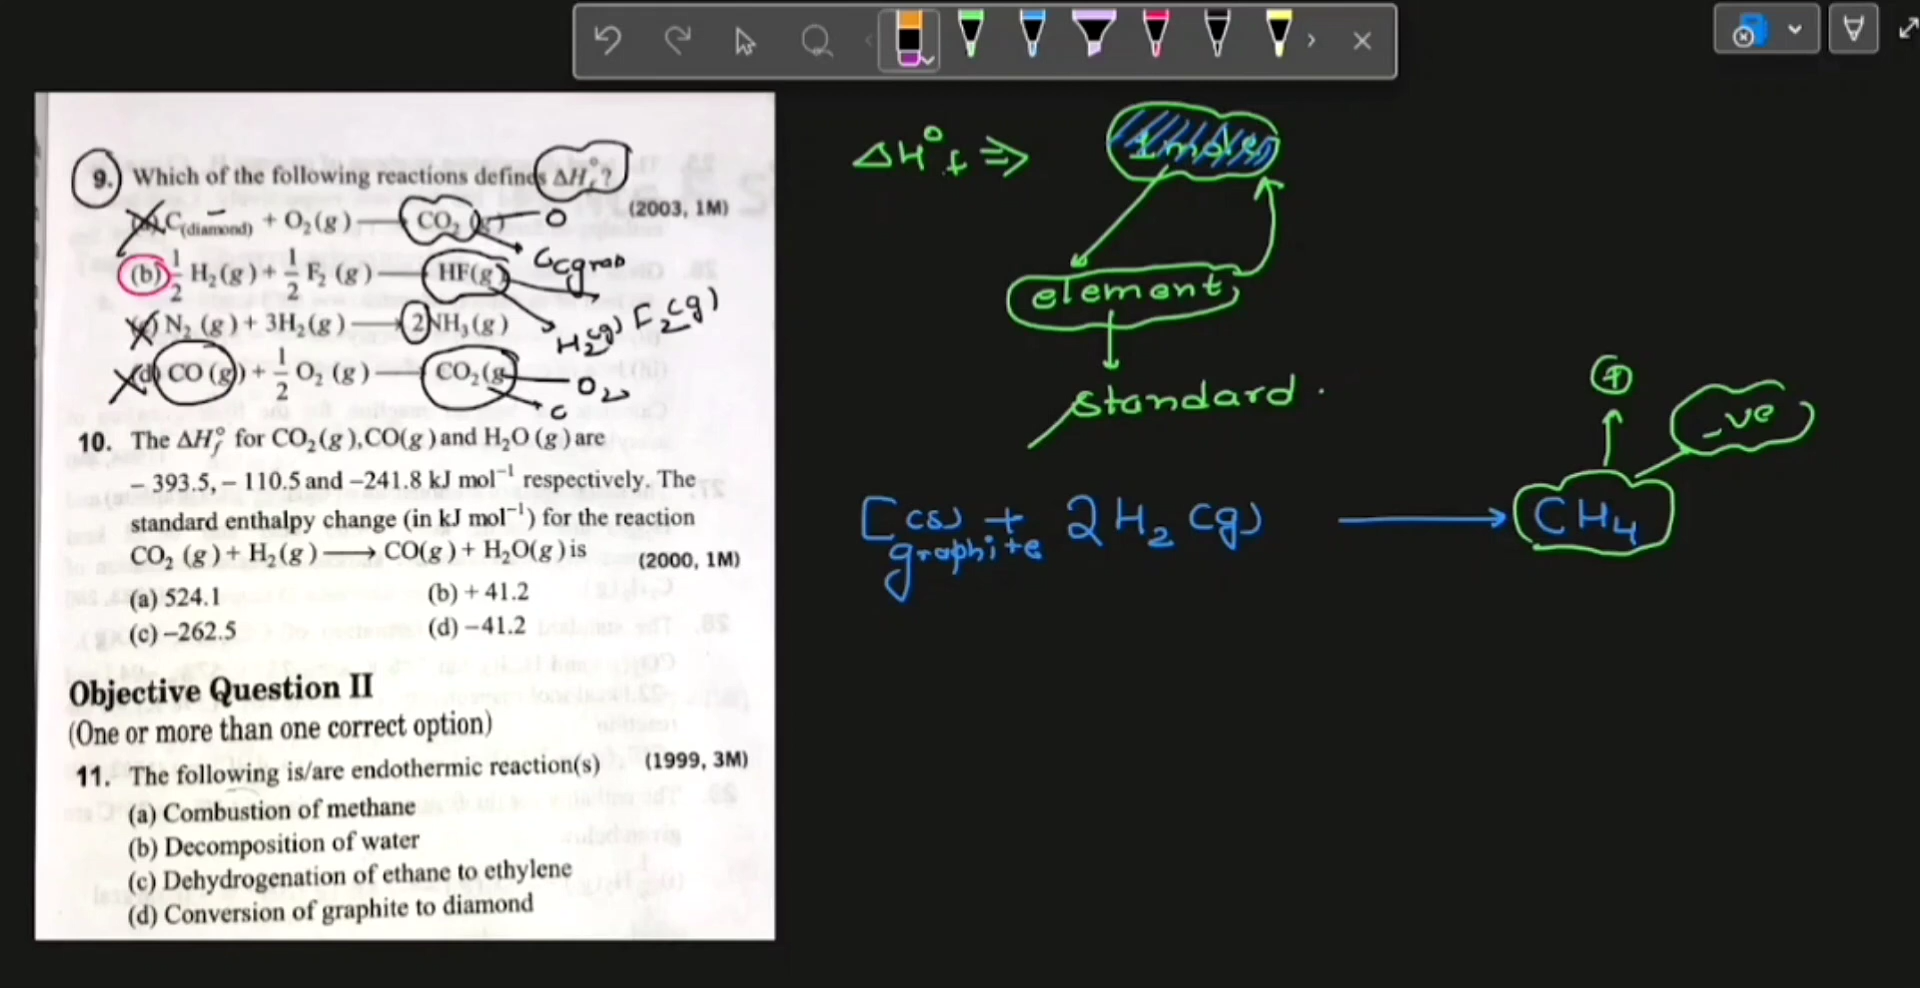 9. Which of the following reactions defines ΔH°f?
(a) C(diamond) + O₂(g) ⟶ CO₂(g) O (2003, 1M)
C graph
(b) 1/2 H₂(g) + 1/2 F₂(g) ⟶ HF(g)
H₂(g) F₂(g)
(c) N₂(g) + 3H₂(g) ⟶ 2NH₃(g)
(d) CO(g) + 1/2 O₂(g) ⟶ CO₂(g) O₂
C
10. The ΔH°f for CO₂(g), CO(g) and H₂O(g) are
– 393.5, – 110.5 and –241.8 kJ mol⁻¹ respectively. The
standard enthalpy change (in kJ mol⁻¹) for the reaction
CO₂(g) + H₂(g) ⟶ CO(g) + H₂O(g) is (2000, 1M)
(a) 524.1 (b) + 41.2
(c) –262.5 (d) –41.2
Objective Question II
(One or more than one correct option)
11. The following is/are endothermic reaction(s) (1999, 3M)
(a) Combustion of methane
(b) Decomposition of water
(c) Dehydrogenation of ethane to ethylene
(d) Conversion of graphite to diamond
ΔH°f ⇒ 1 mole
element
standard .
+ -ve
C(s) + 2H₂(g) ⟶ CH₄
graphite